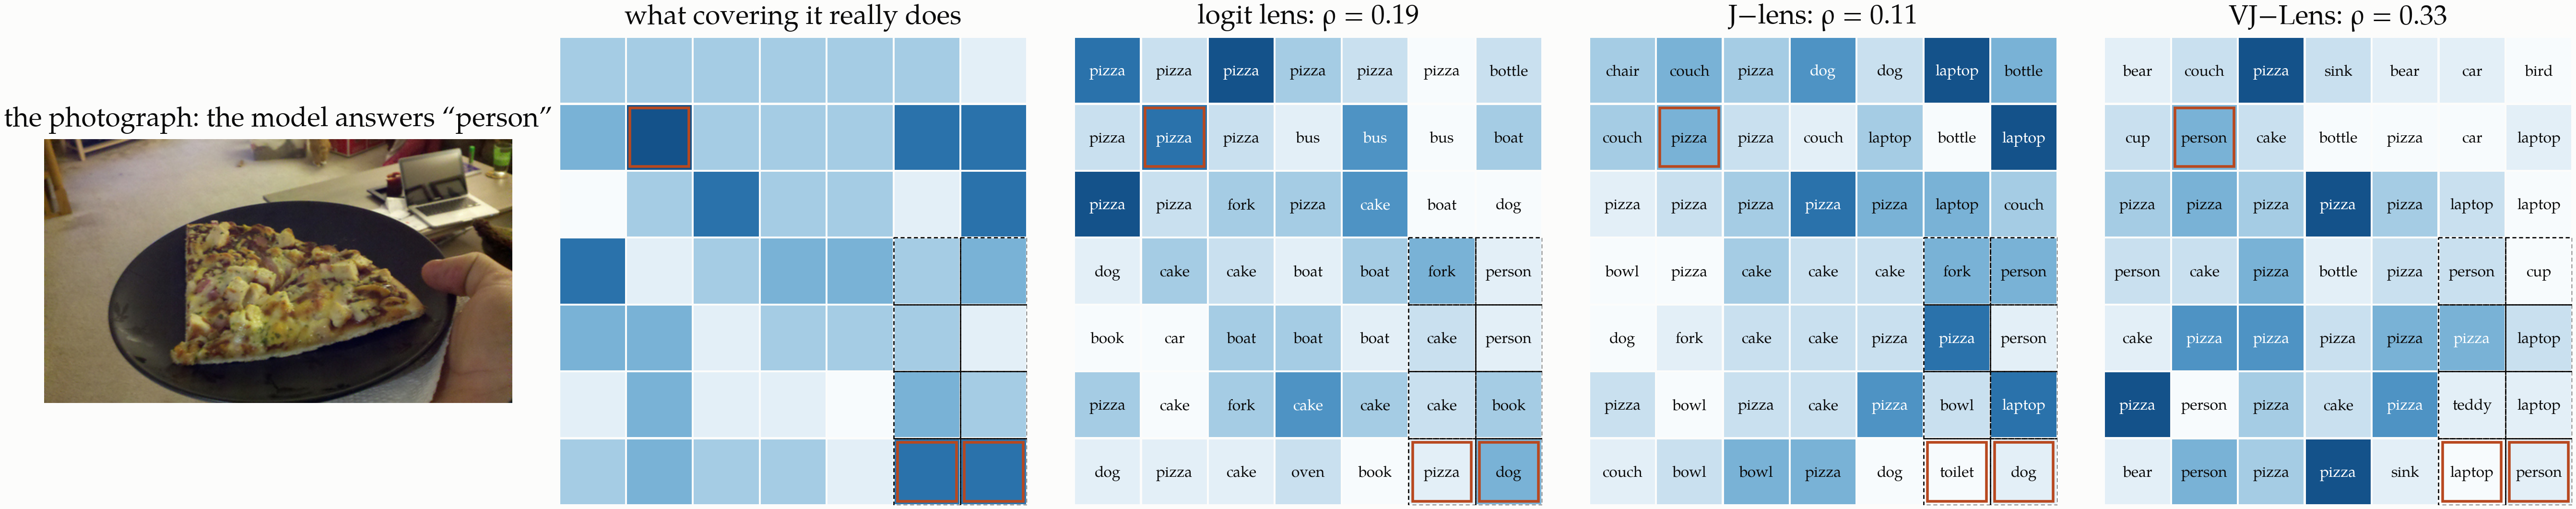 what covering it really does
logit lens: ρ = 0.19
J−lens: ρ = 0.11
VJ−Lens: ρ = 0.33
the photograph: the model answers “person”
pizza pizza pizza pizza pizza pizza bottle
pizza pizza pizza bus bus bus boat
pizza pizza fork pizza cake boat dog
dog cake cake boat boat fork person
book car boat boat boat cake person
pizza cake fork cake cake cake book
dog pizza cake oven book pizza dog
chair couch pizza dog dog laptop bottle
couch pizza pizza couch laptop bottle laptop
pizza pizza pizza pizza pizza laptop couch
bowl pizza cake cake cake fork person
dog fork cake cake pizza pizza person
pizza bowl pizza cake pizza bowl laptop
couch bowl bowl pizza dog toilet dog
bear couch pizza sink bear car bird
cup person cake bottle pizza car laptop
pizza pizza pizza pizza pizza laptop laptop
person cake pizza bottle pizza person cup
cake pizza pizza pizza pizza pizza laptop
pizza person pizza cake pizza teddy laptop
bear person pizza pizza sink laptop person